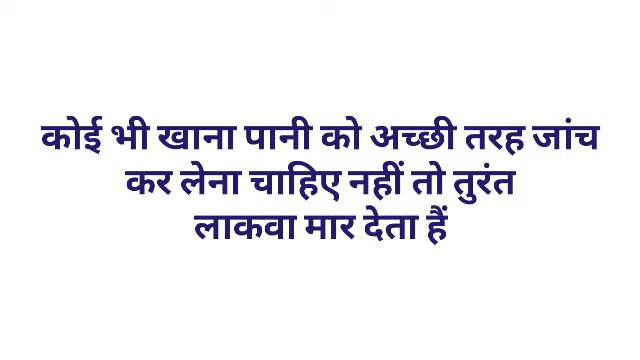 कोई भी खाना पानी को अच्छी तरह जांच
कर लेना चाहिए नहीं तो तुरंत
लाकवा मार देता हैं